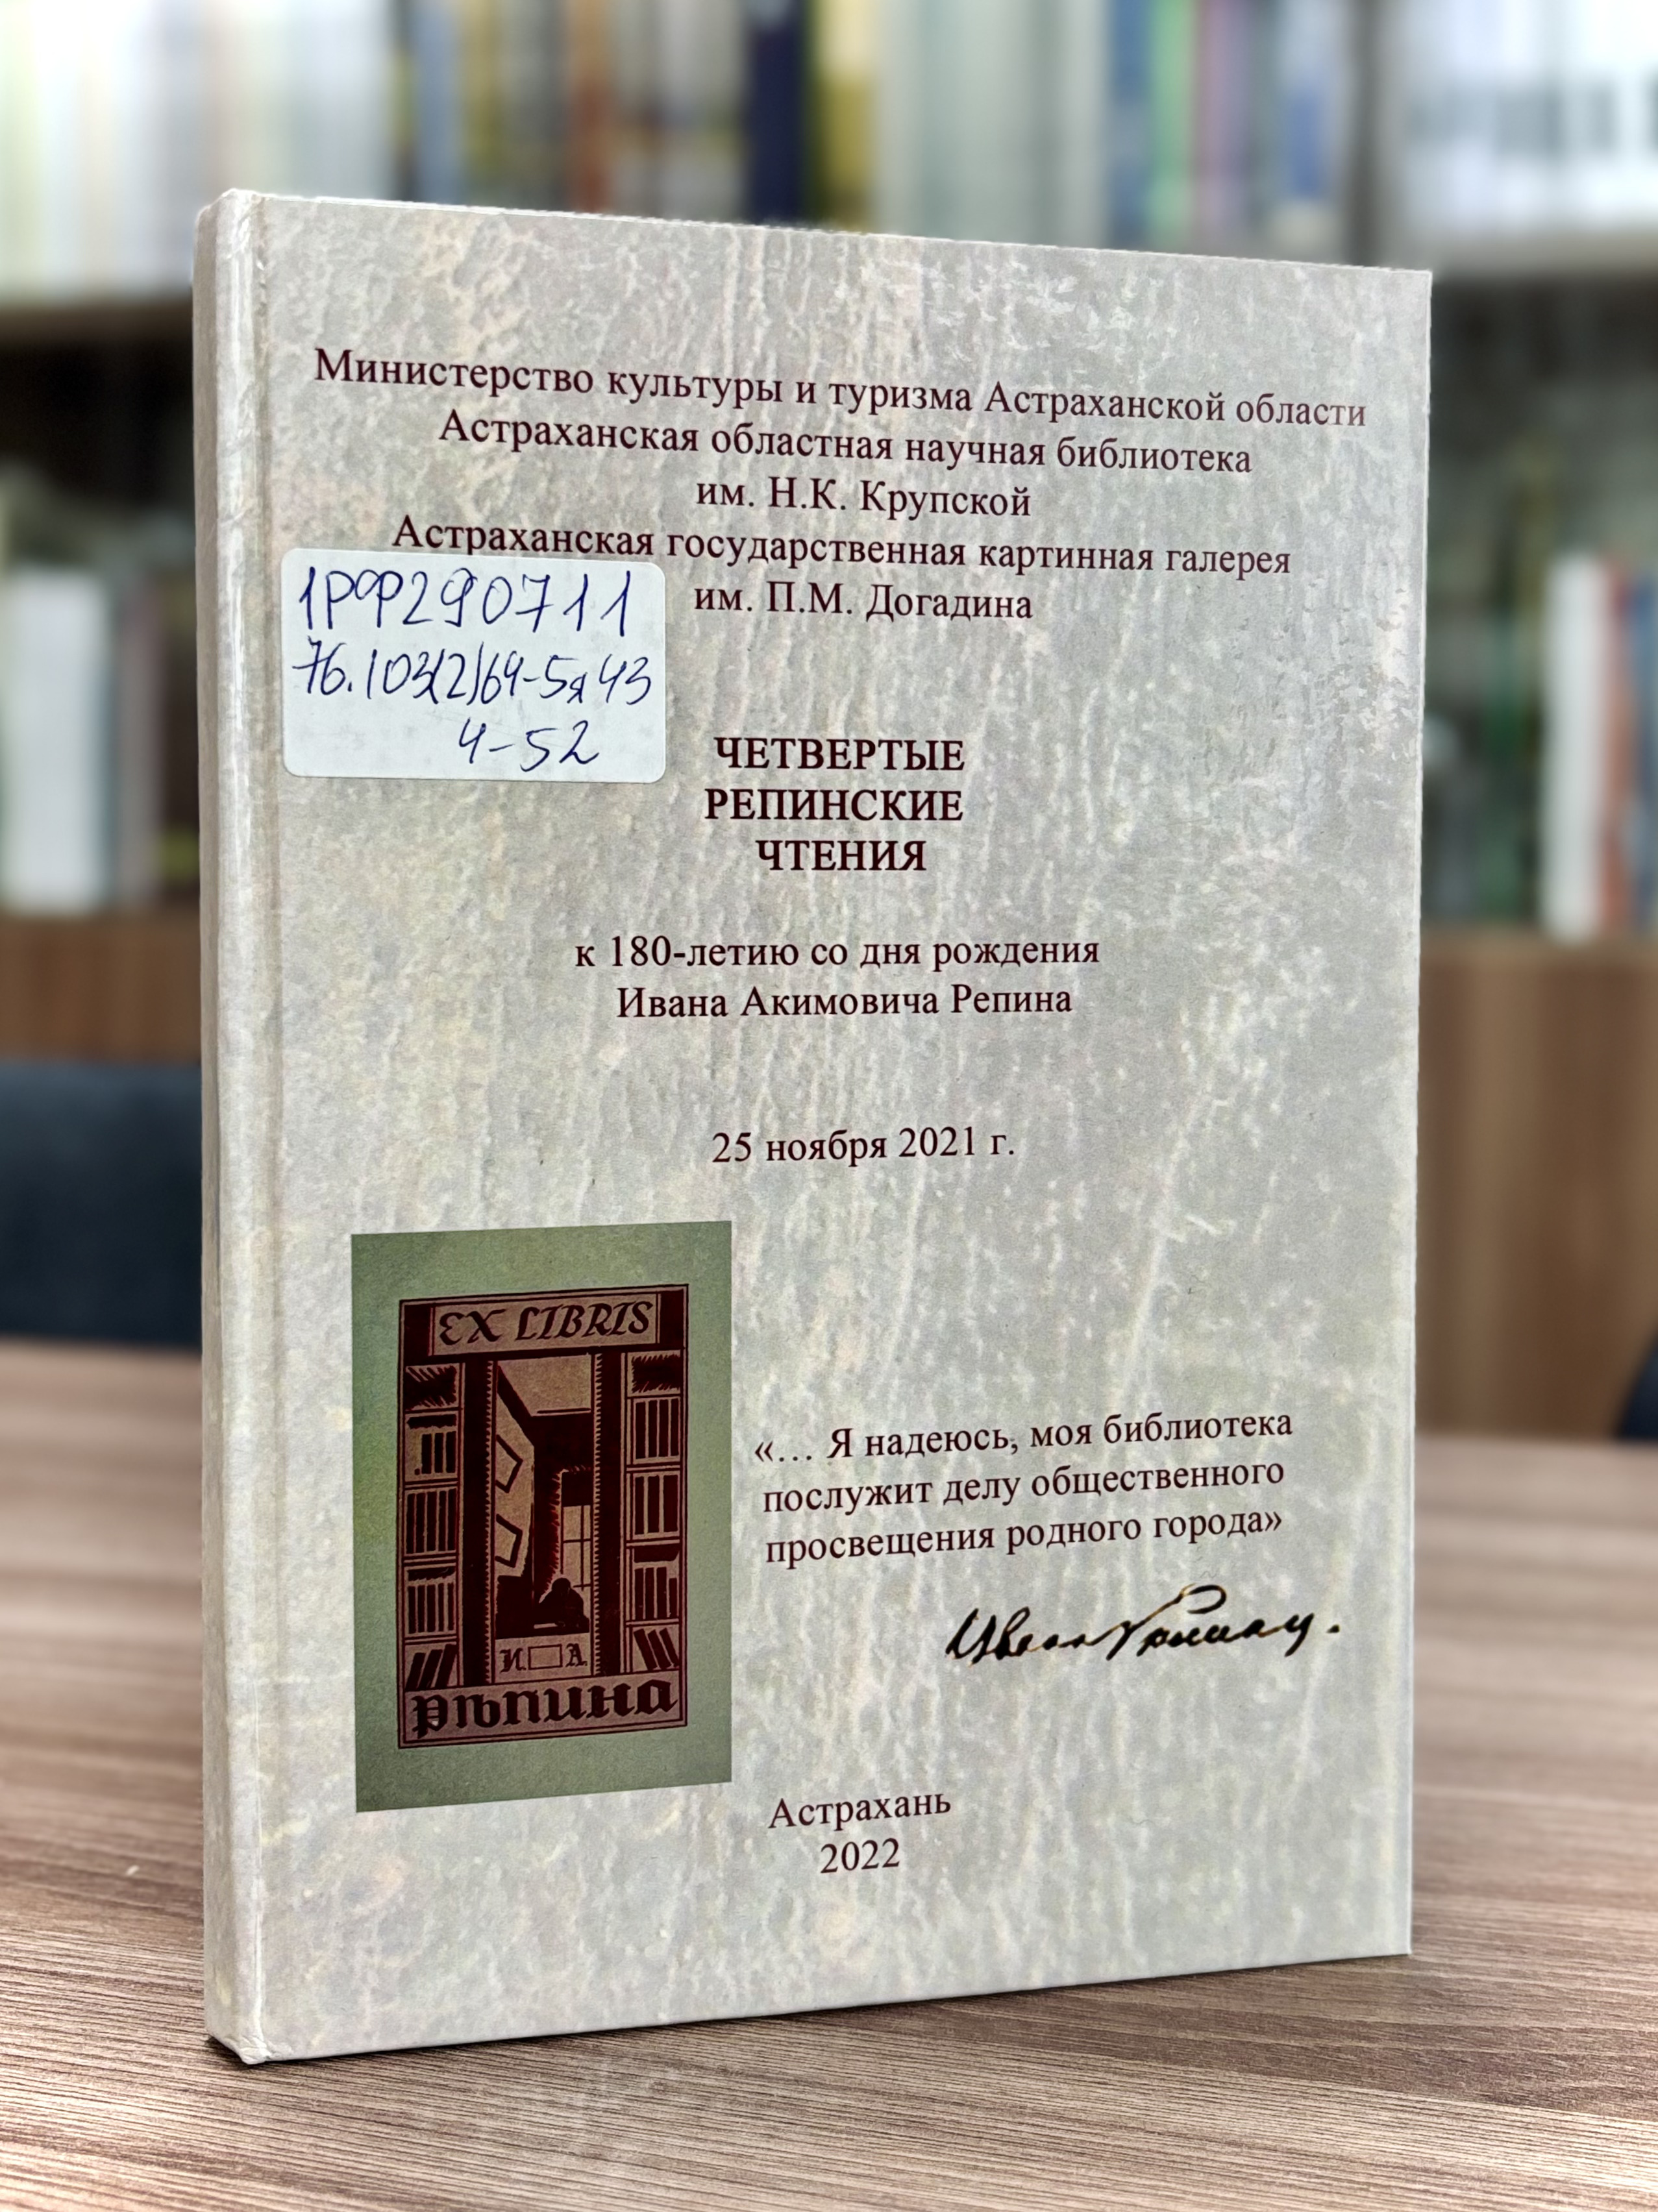 Министерство культуры и туризма Астраханской области
Астраханская областная научная библиотека
им. Н.К. Крупской
Астраханская государственная картинная галерея
им. П.М. Догадина
1РФ290711
76.103(2)64-5я43
Ч-52
ЧЕТВЕРТЫЕ
РЕПИНСКИЕ
ЧТЕНИЯ
к 180-летию со дня рождения
Ивана Акимовича Репина
25 ноября 2021 г.
EX LIBRIS
И. А.
Рѣпина
«… Я надеюсь, моя библиотека
послужит делу общественного
просвещения родного города»
Астрахань
2022